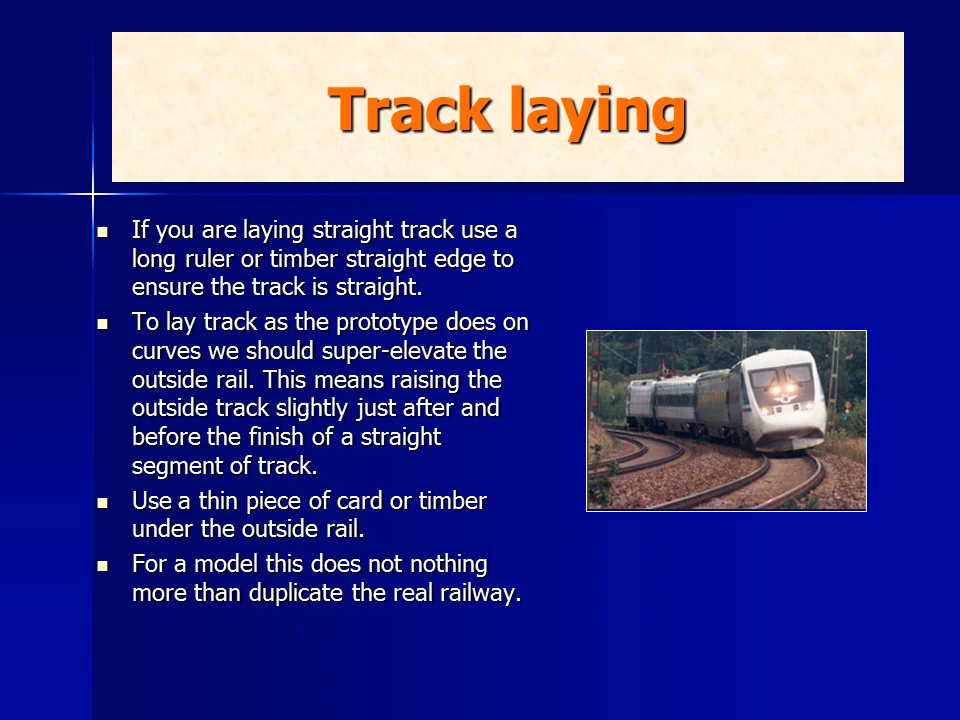 Track laying
If you are laying straight track use a
long ruler or timber straight edge to
ensure the track is straight.
To lay track as the prototype does on
curves we should super-elevate the
outside rail. This means raising the
outside track slightly just after and
before the finish of a straight
segment of track.
Use a thin piece of card or timber
under the outside rail.
For a model this does not nothing
more than duplicate the real railway.